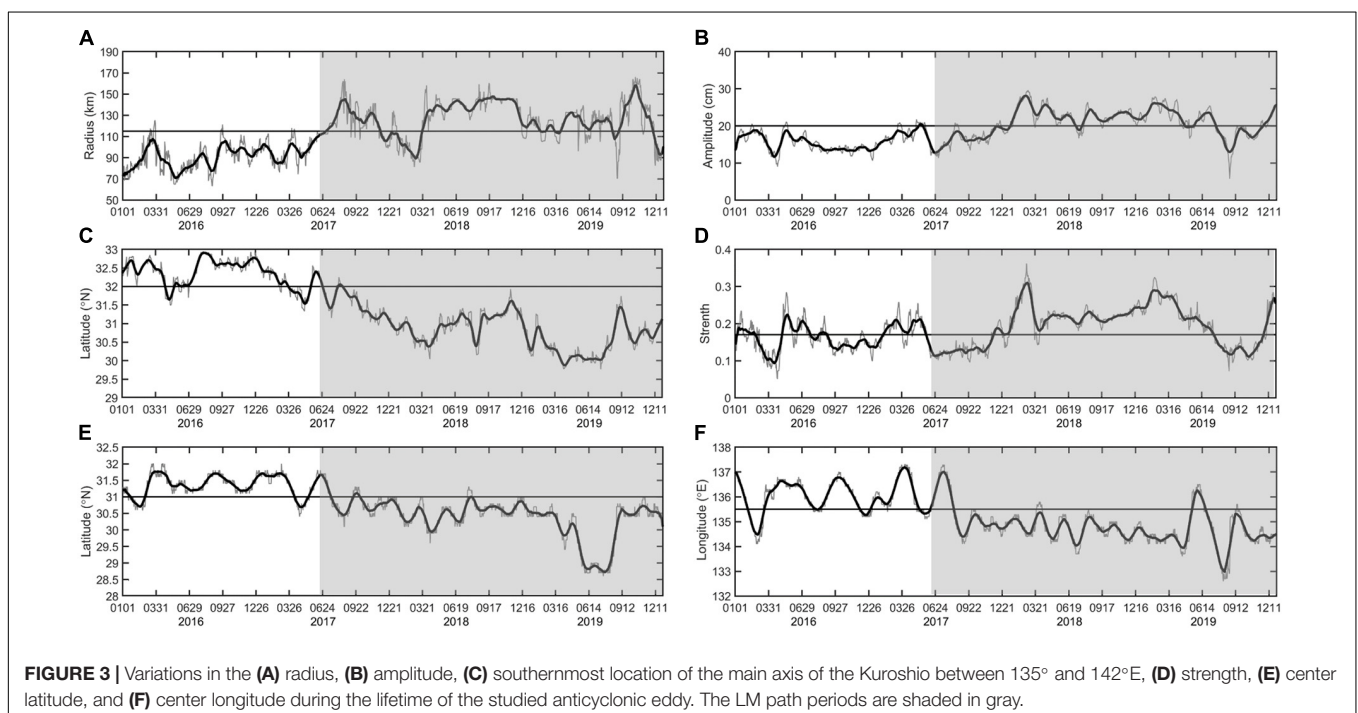 A
190
170
150
130
110
90
70
50
Radius (km)
0101 0331 0629 0927 1226 0326 0624 0922 1221 0321 0619 0917 1216 0316 0614 0912 1211
2016 2017 2018 2019
B
40
30
20
10
0
Amplitude (cm)
0101 0331 0629 0927 1226 0326 0624 0922 1221 0321 0619 0917 1216 0316 0614 0912 1211
2016 2017 2018 2019
C
33
32.5
32
31.5
31
30.5
30
29.5
29
Latitude (°N)
0101 0331 0629 0927 1226 0326 0624 0922 1221 0321 0619 0917 1216 0316 0614 0912 1211
2016 2017 2018 2019
D
0.4
0.3
0.2
0.1
0
Strenth
0101 0331 0629 0927 1226 0326 0624 0922 1221 0321 0619 0917 1216 0316 0614 0912 1211
2016 2017 2018 2019
E
32.5
32
31.5
31
30.5
30
29.5
29
28.5
28
Latitude (°N)
0101 0331 0629 0927 1226 0326 0624 0922 1221 0321 0619 0917 1216 0316 0614 0912 1211
2016 2017 2018 2019
F
138
137
136
135
134
133
132
Longitude (°E)
0101 0331 0629 0927 1226 0326 0624 0922 1221 0321 0619 0917 1216 0316 0614 0912 1211
2016 2017 2018 2019
FIGURE 3 | Variations in the (A) radius, (B) amplitude, (C) southernmost location of the main axis of the Kuroshio between 135° and 142°E, (D) strength, (E) center
latitude, and (F) center longitude during the lifetime of the studied anticyclonic eddy. The LM path periods are shaded in gray.